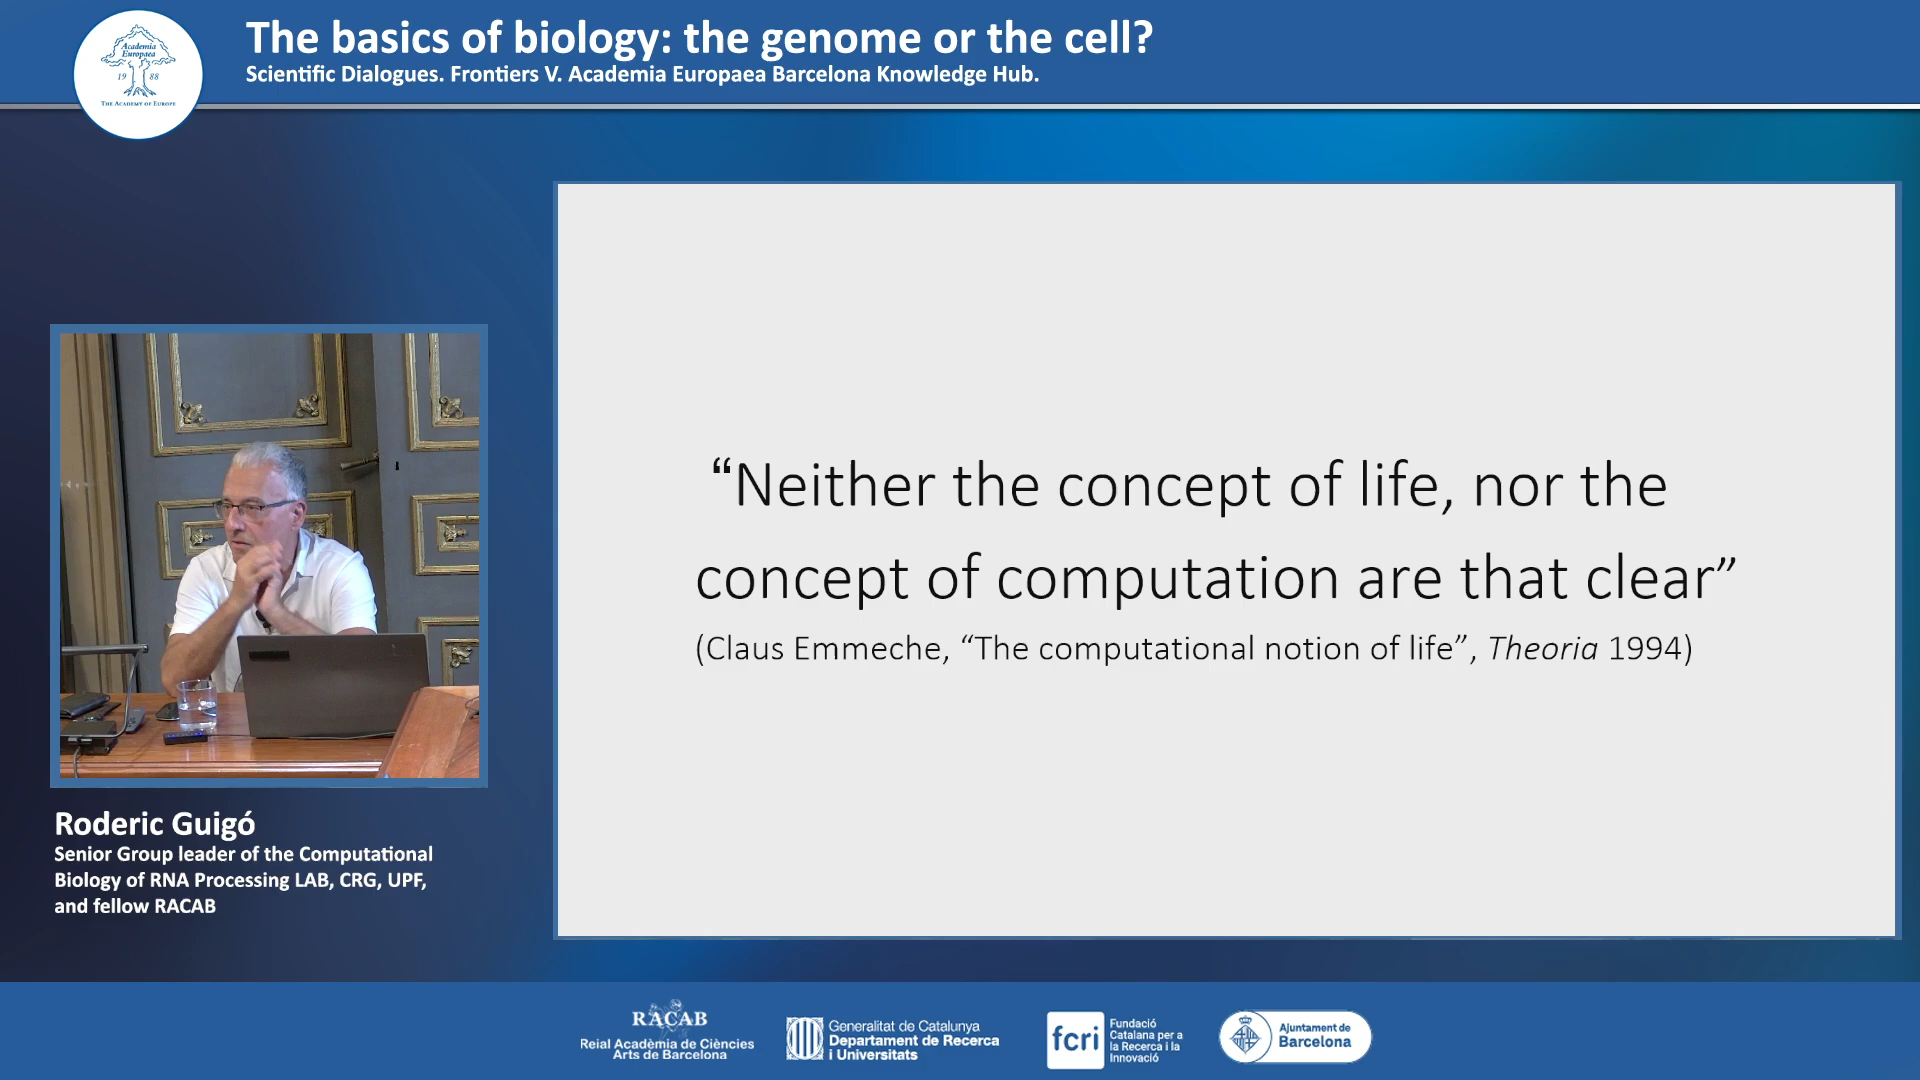 The basics of biology: the genome or the cell?
Scientific Dialogues. Frontiers V. Academia Europaea Barcelona Knowledge Hub.
Academia
Europaea
19 88
THE ACADEMY OF EUROPE
“Neither the concept of life, nor the
concept of computation are that clear”
(Claus Emmeche, “The computational notion of life”, Theoria 1994)
Roderic Guigó
Senior Group leader of the Computational
Biology of RNA Processing LAB, CRG, UPF,
and fellow RACAB
RACAB
Reial Acadèmia de Ciències
Arts de Barcelona
Generalitat de Catalunya
Departament de Recerca
i Universitats
fcri
Fundació
Catalana per a
la Recerca i la
Innovació
Ajuntament de
Barcelona